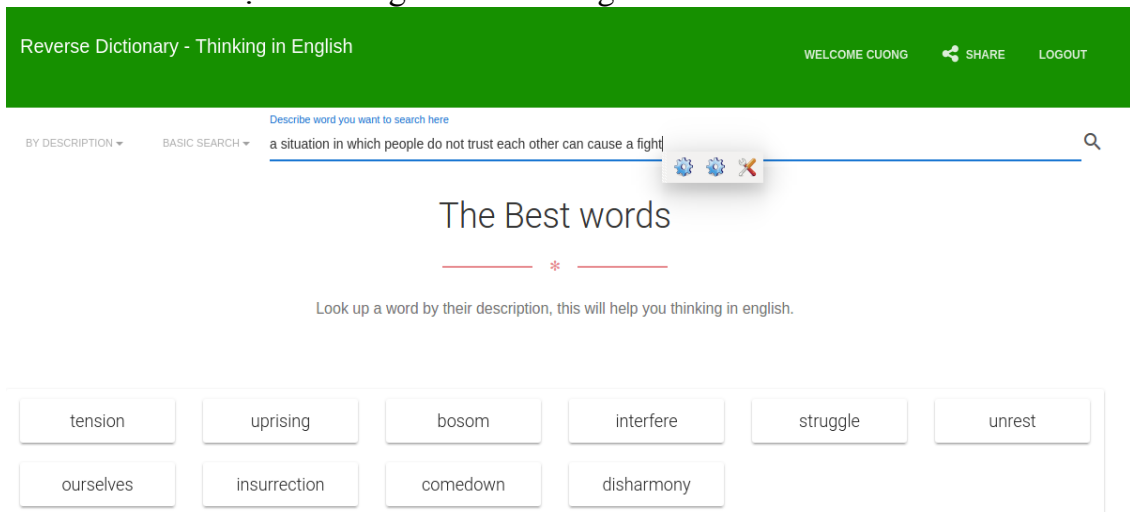 Reverse Dictionary - Thinking in English
WELCOME CUONG SHARE LOGOUT
Describe word you want to search here
BY DESCRIPTION BASIC SEARCH a situation in which people do not trust each other can cause a fight
The Best words
Look up a word by their description, this will help you thinking in english.
tension uprising bosom interfere struggle unrest
ourselves insurrection comedown disharmony